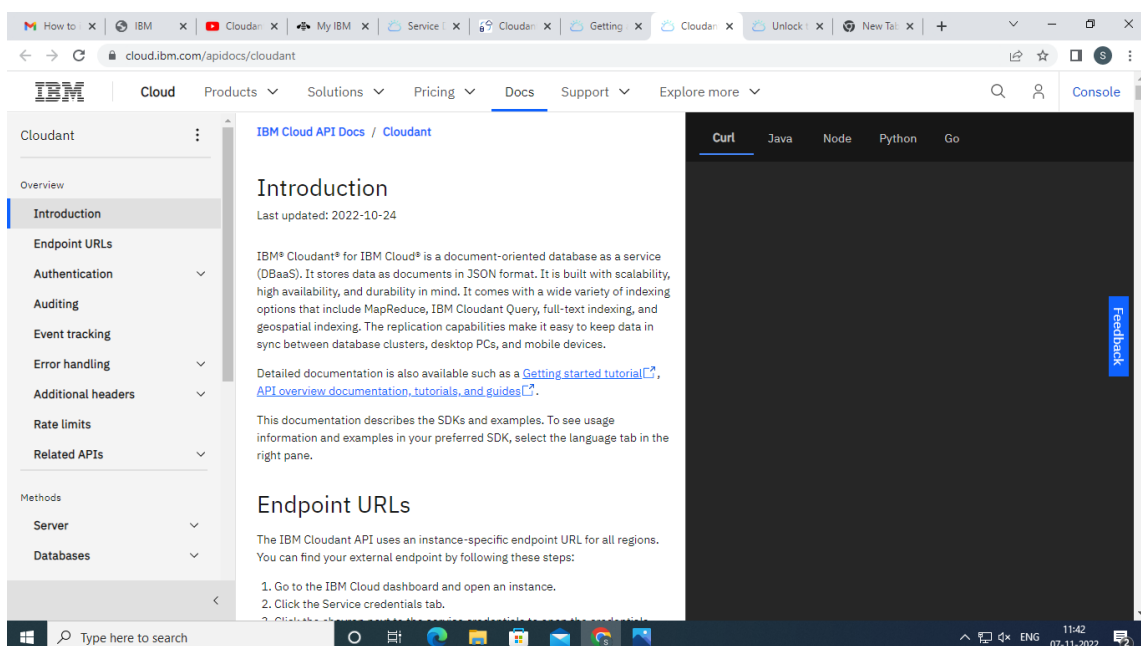 How to
IBM
Cloudan
My IBM
Service
Cloudan
Getting
Cloudan
Unlock
New Tab
cloud.ibm.com/apidocs/cloudant
S
IBM
Cloud
Products
Solutions
Pricing
Docs
Support
Explore more
Console
Cloudant
Overview
Introduction
Endpoint URLs
Authentication
Auditing
Event tracking
Error handling
Additional headers
Rate limits
Related APIs
Methods
Server
Databases
IBM Cloud API Docs / Cloudant
Introduction
Last updated: 2022-10-24
IBM® Cloudant® for IBM Cloud® is a document-oriented database as a service
(DBaaS). It stores data as documents in JSON format. It is built with scalability,
high availability, and durability in mind. It comes with a wide variety of indexing
options that include MapReduce, IBM Cloudant Query, full-text indexing, and
geospatial indexing. The replication capabilities make it easy to keep data in
sync between database clusters, desktop PCs, and mobile devices.
Detailed documentation is also available such as a Getting started tutorial,
API overview documentation, tutorials, and guides.
This documentation describes the SDKs and examples. To see usage
information and examples in your preferred SDK, select the language tab in the
right pane.
Endpoint URLs
The IBM Cloudant API uses an instance-specific endpoint URL for all regions.
You can find your external endpoint by following these steps:
1. Go to the IBM Cloud dashboard and open an instance.
2. Click the Service credentials tab.
Curl
Java
Node
Python
Go
Feedback
Type here to search
ENG
11:42
07-11-2022
2